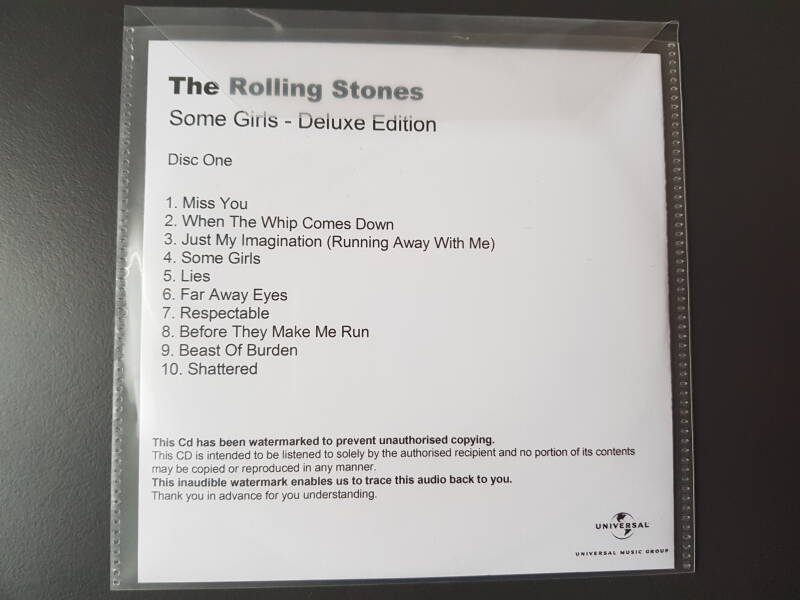 The Rolling Stones
Some Girls - Deluxe Edition
Disc One
1. Miss You
2. When The Whip Comes Down
3. Just My Imagination (Running Away With Me)
4. Some Girls
5. Lies
6. Far Away Eyes
7. Respectable
8. Before They Make Me Run
9. Beast Of Burden
10. Shattered
This Cd has been watermarked to prevent unauthorised copying.
This CD is intended to be listened to solely by the authorised recipient and no portion of its contents
may be copied or reproduced in any manner.
This inaudible watermark enables us to trace this audio back to you.
Thank you in advance for you understanding.
UNIVERSAL
UNIVERSAL MUSIC GROUP